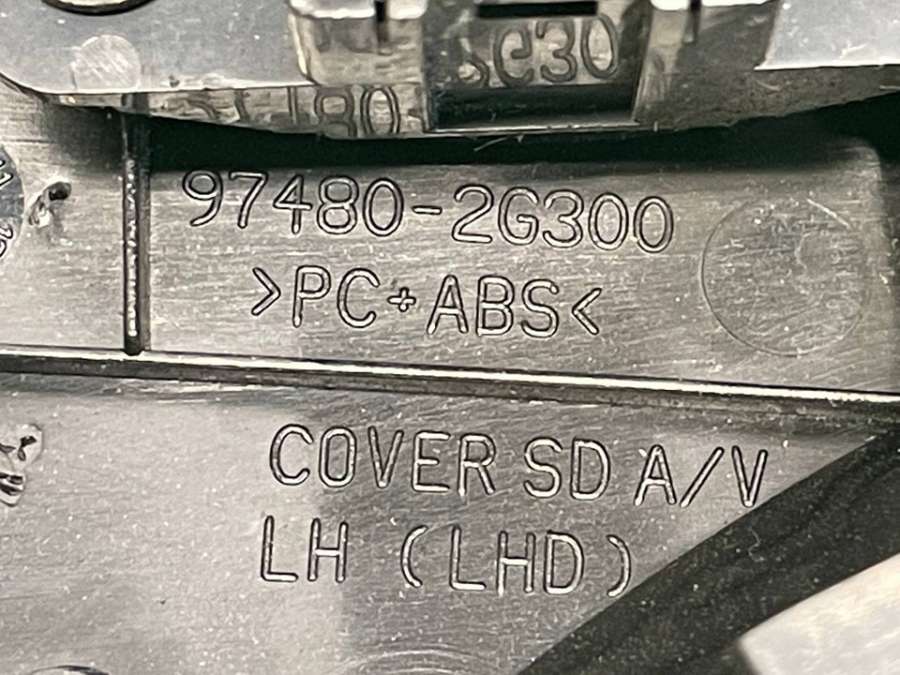 97480-2G300
>PC+ABS<
COVER SD A/V
LH (LHD)